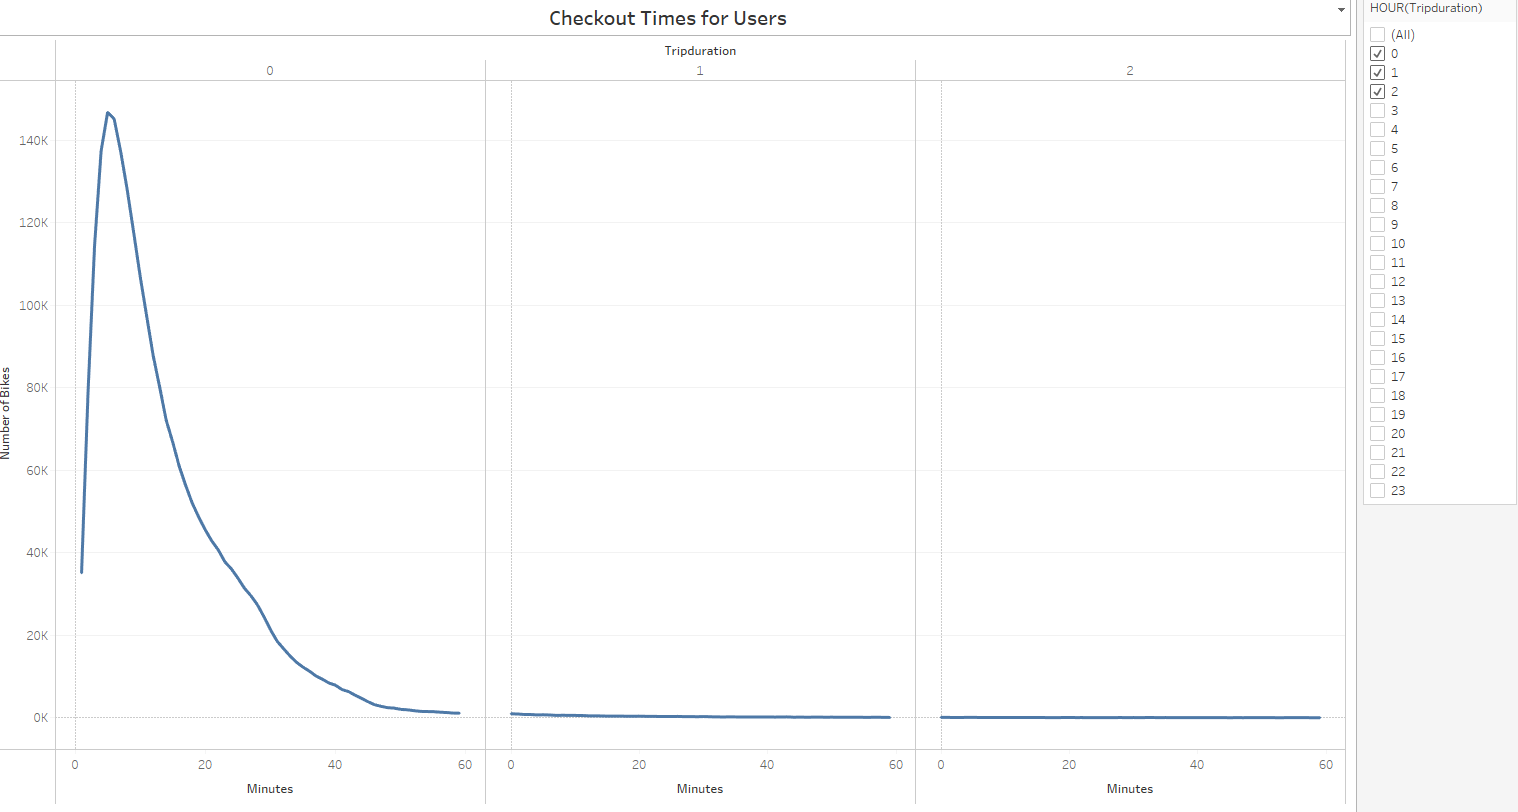 Checkout Times for Users
HOUR(Tripduration)
Tripduration
0 1 2
140K
120K
100K
80K
60K
40K
20K
0K
Number of Bikes
0 20 40 60 0 20 40 60 0 20 40 60
Minutes Minutes Minutes
(All)
0
1
2
3
4
5
6
7
8
9
10
11
12
13
14
15
16
17
18
19
20
21
22
23